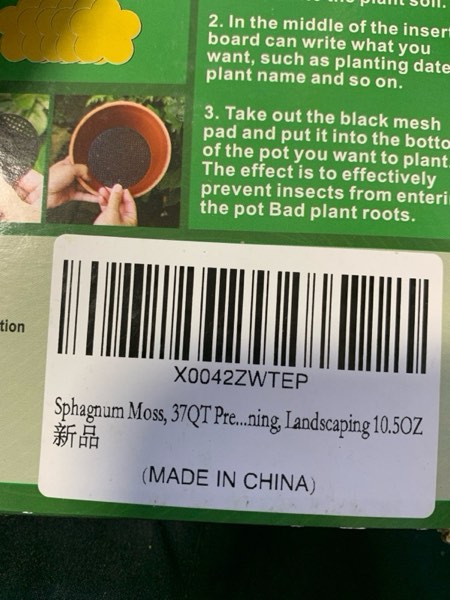 the plant soil.
2. In the middle of the insert
board can write what you
want, such as planting date
plant name and so on.
3. Take out the black mesh
pad and put it into the
of the pot you want to plant.
The effect is to effectively
prevent insects from
the pot Bad plant roots.
tion
X0042ZWTEP
Sphagnum Moss, 37QT Pre...ning, Landscaping 10.5OZ
新品
(MADE IN CHINA)